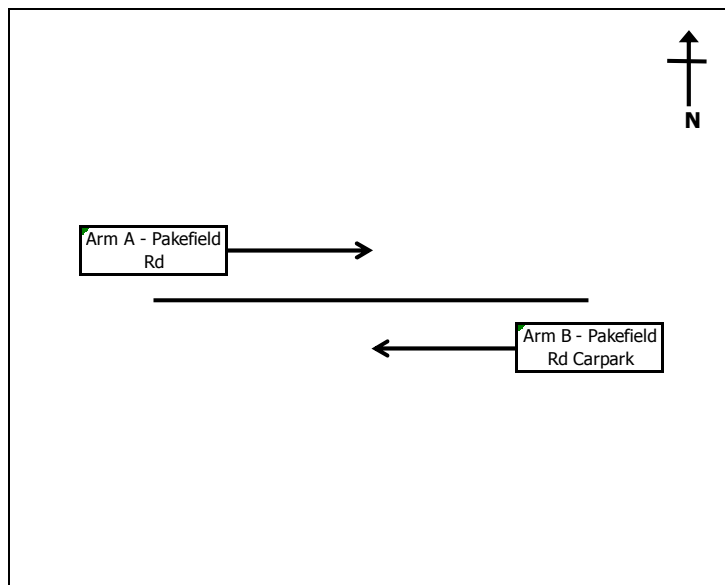 N
Arm A - Pakefield
Rd
Arm B - Pakefield
Rd Carpark